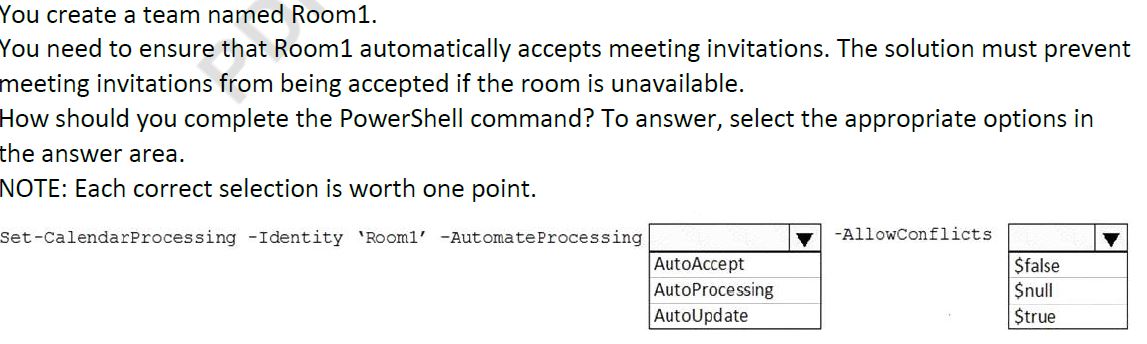 You create a team named Room1.
You need to ensure that Room1 automatically accepts meeting invitations. The solution must prevent
meeting invitations from being accepted if the room is unavailable.
How should you complete the PowerShell command? To answer, select the appropriate options in
the answer area.
NOTE: Each correct selection is worth one point.
Set-CalendarProcessing -Identity ‘Room1’ -AutomateProcessing -AllowConflicts
AutoAccept
AutoProcessing
AutoUpdate
$false
$null
$true